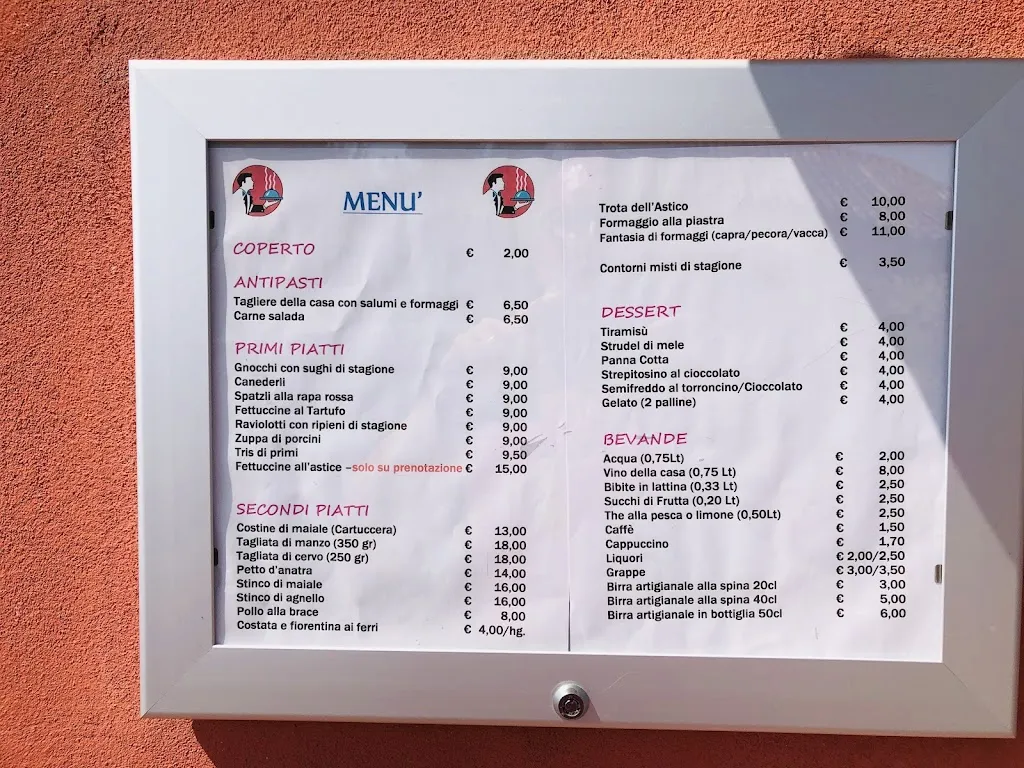 MENU'
COPERTO € 2,00
ANTIPASTI
Tagliere della casa con salumi e formaggi € 6,50
Carne salada € 6,50
PRIMI PIATTI
Gnocchi con sughi di stagione € 9,00
Canederli € 9,00
Spatzli alla rapa rossa € 9,00
Fettuccine al Tartufo € 9,00
Raviolotti con ripieni di stagione € 9,00
Zuppa di porcini € 9,00
Tris di primi € 9,50
Fettuccine all'astice –solo su prenotazione € 15,00
SECONDI PIATTI
Costine di maiale (Cartuccera) € 13,00
Tagliata di manzo (350 gr) € 18,00
Tagliata di cervo (250 gr) € 18,00
Petto d'anatra € 14,00
Stinco di maiale € 16,00
Stinco di agnello € 16,00
Pollo alla brace € 8,00
Costata e fiorentina ai ferri € 4,00/hg.
Trota dell'Astico € 10,00
Formaggio alla piastra € 8,00
Fantasia di formaggi (capra/pecora/vacca) € 11,00
Contorni misti di stagione € 3,50
DESSERT
Tiramisù € 4,00
Strudel di mele € 4,00
Panna Cotta € 4,00
Strepitosino al cioccolato € 4,00
Semifreddo al torroncino/Cioccolato € 4,00
Gelato (2 palline) € 4,00
BEVANDE
Acqua (0,75Lt) € 2,00
Vino della casa (0,75 Lt) € 8,00
Bibite in lattina (0,33 Lt) € 2,50
Succhi di Frutta (0,20 Lt) € 2,50
The alla pesca o limone (0,50Lt) € 2,50
Caffè € 1,50
Cappuccino € 1,70
Liquori € 2,00/2,50
Grappe € 3,00/3,50
Birra artigianale alla spina 20cl € 3,00
Birra artigianale alla spina 40cl € 5,00
Birra artigianale in bottiglia 50cl € 6,00